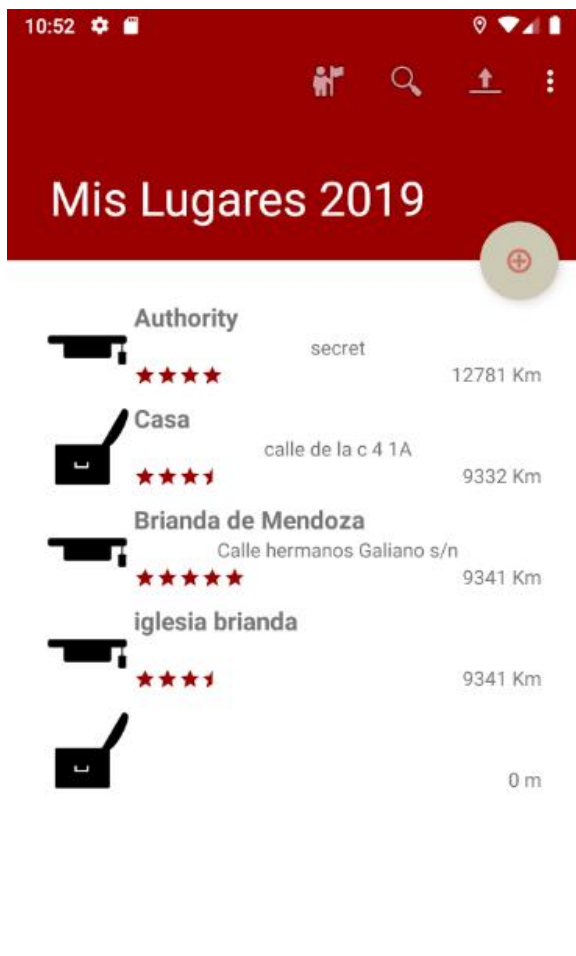 10:52
Mis Lugares 2019
Authority
secret
12781 Km
Casa
calle de la c 4 1A
9332 Km
Brianda de Mendoza
Calle hermanos Galiano s/n
9341 Km
iglesia brianda
9341 Km
0 m